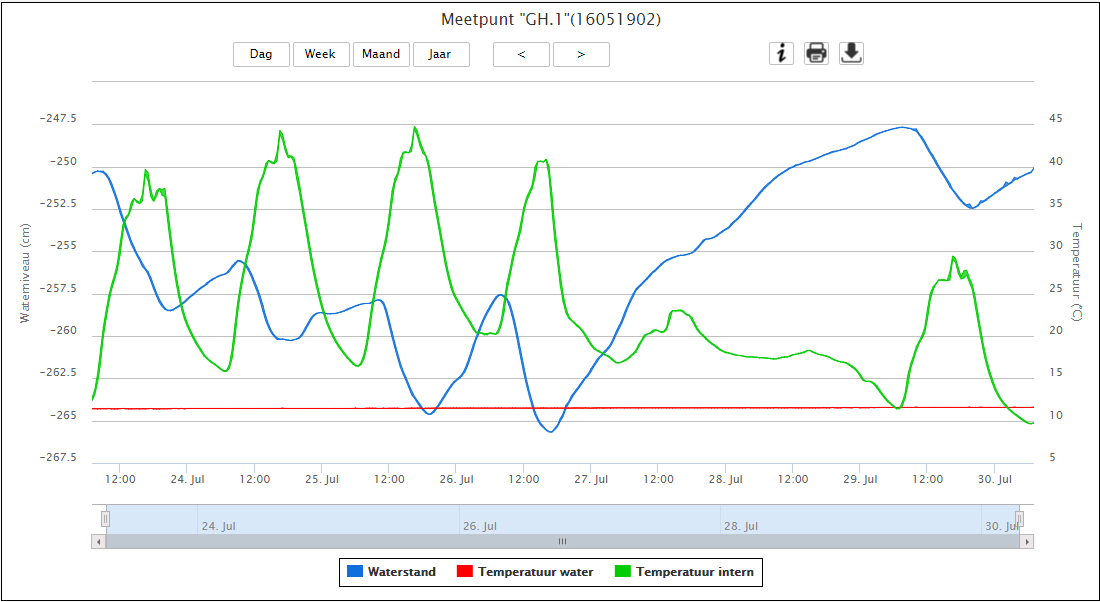 Meetpunt "GH.1"(16051902)
Dag Week Maand Jaar < > i
−247.5 45
−250 40
−252.5 35
−255 30
−257.5 25
−260 20
−262.5 15
−265 10
−267.5 5
Waterniveau (cm)
Temperatuur (°C)
12:00 24. Jul 12:00 25. Jul 12:00 26. Jul 12:00 27. Jul 12:00 28. Jul 12:00 29. Jul 12:00 30. Jul
24. Jul 26. Jul 28. Jul 30. Jul
Waterstand Temperatuur water Temperatuur intern